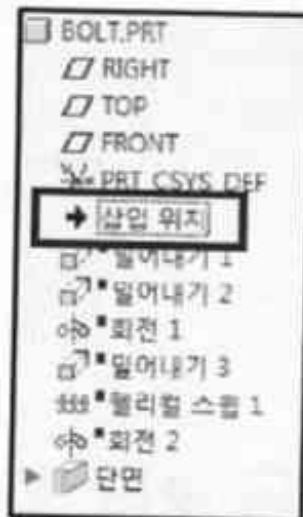 BOLT.PRT
RIGHT
TOP
FRONT
PRT_CSYS_DEF
삽입 위치
밀어내기 1
밀어내기 2
회전 1
밀어내기 3
헬리컬 스윕 1
회전 2
단면